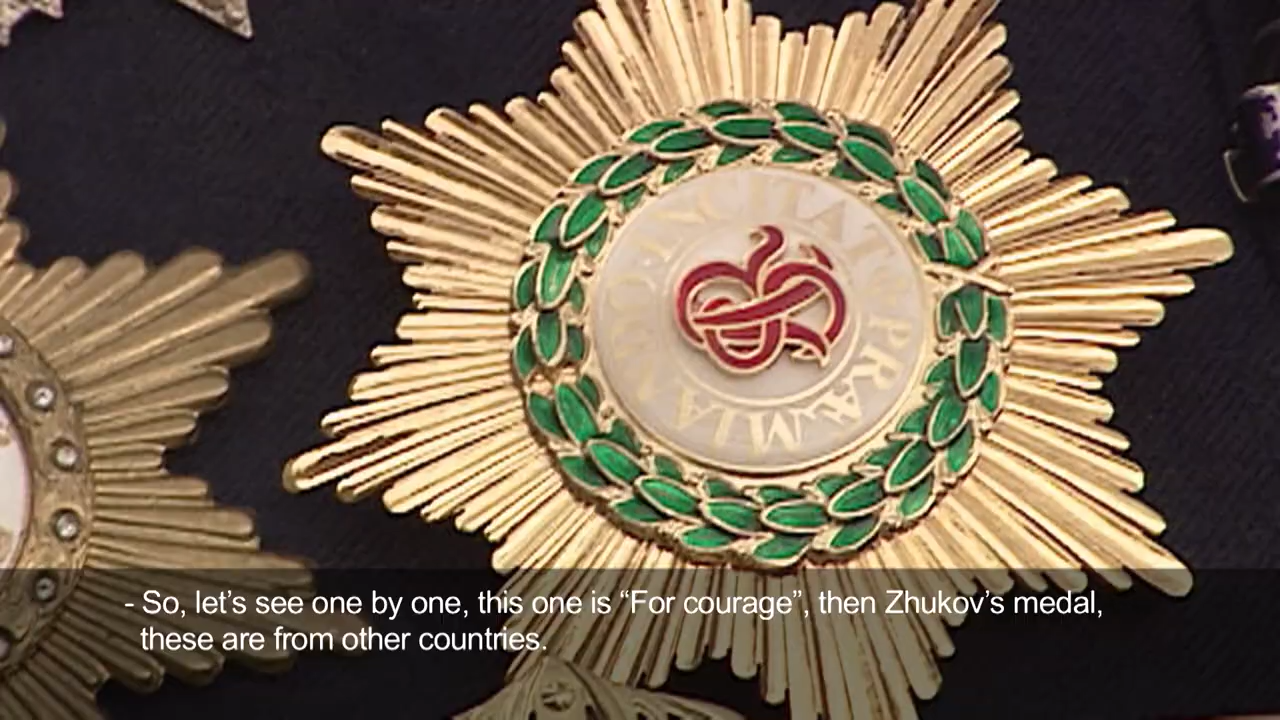 PRÆMIANDO INCITAT
- So, let's see one by one, this one is “For courage”, then Zhukov's medal,
these are from other countries.